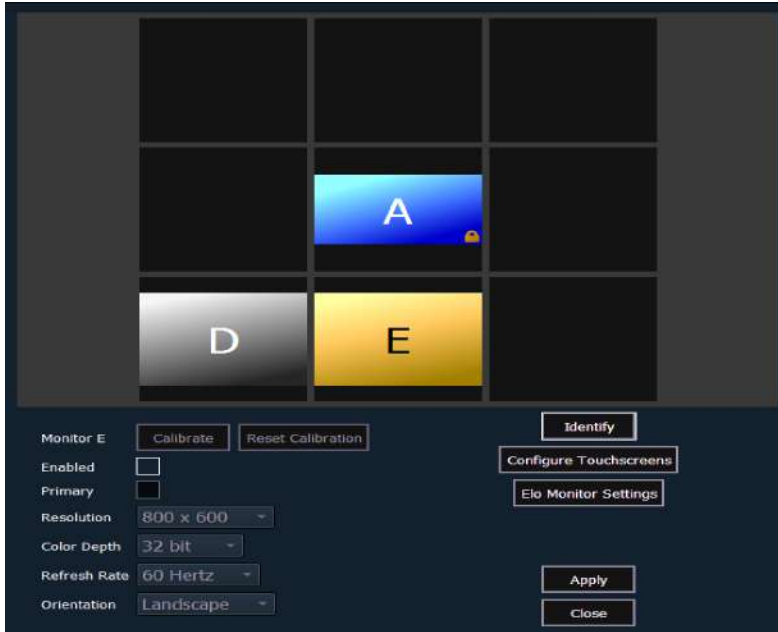 A
D E
Monitor E Calibrate Reset Calibration
Enabled
Primary
Resolution 800 x 600
Color Depth 32 bit
Refresh Rate 60 Hertz
Orientation Landscape
Identify
Configure Touchscreens
Elo Monitor Settings
Apply
Close